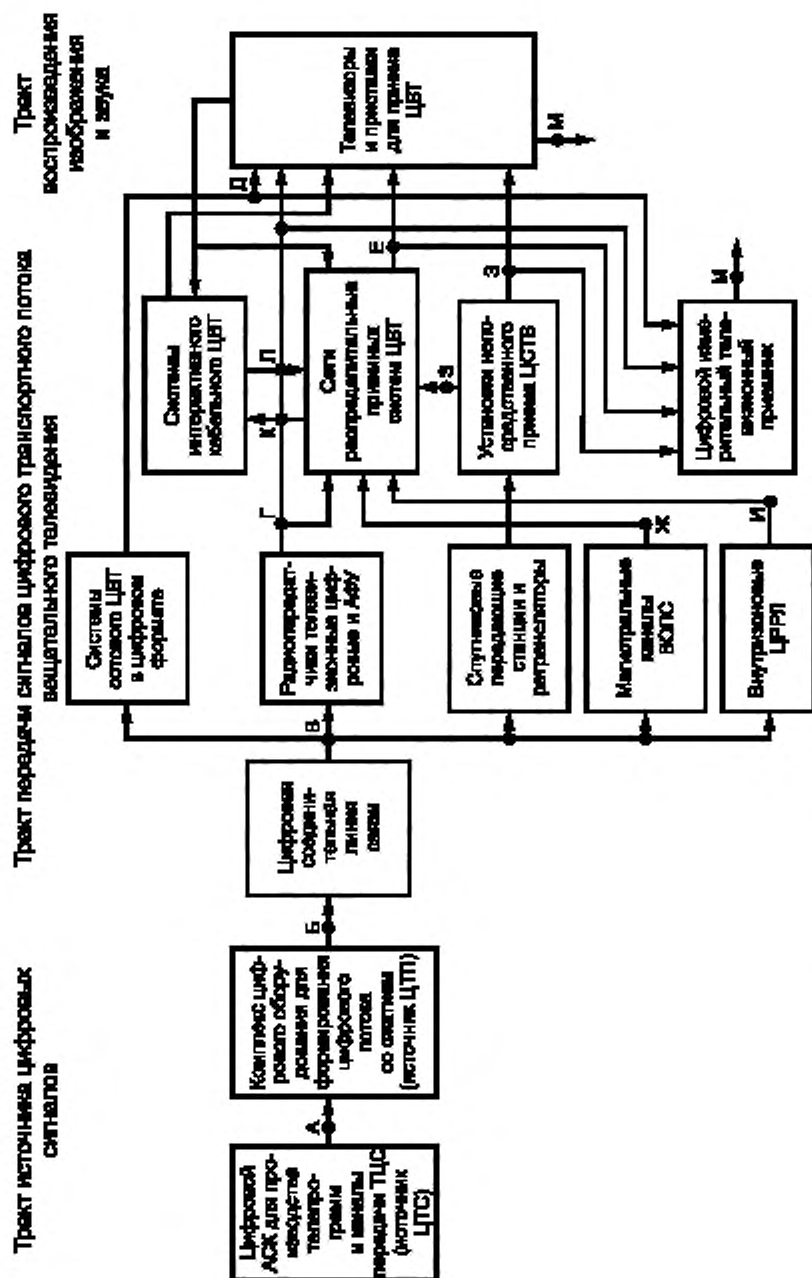 Тракт источника цифровых
сигналов
Тракт передачи сигналов цифрового транспортного потока
вещательного телевидения
Тракт
воспроизведения
изображения
и звука
Цифровой
АСК для про-
изводства
телепро-
грамм
и каналы
передачи ТЦС
(источник
ЦТС)
А
Комплекс циф-
рового обору-
дования для
формирования
цифрового
потока
со сжатием
(источник ЦТП)
Б
Цифровая
соедини-
тельная
линия
связи
В
Системы
сотового ЦВТ
в цифровом
формате
Радиопередат-
чики телеви-
зионные циф-
ровые и АФУ
Спутниковые
передающие
станции и
ретрансляторы
Магистральные
каналы
ВОЛС
Внутризоновые
ЦРРЛ
Г
Ж
И
Системы
интерактивного
кабельного ЦВТ
К
Л
Сети
распределительные
приемных
систем ЦВТ
З
Установки непо-
средственного
приема ЦСТВ
Цифровой изме-
рительный теле-
визионный
приемник
Д
Е
З
М
Телевизоры
и приставки
для приема
ЦВТ
М